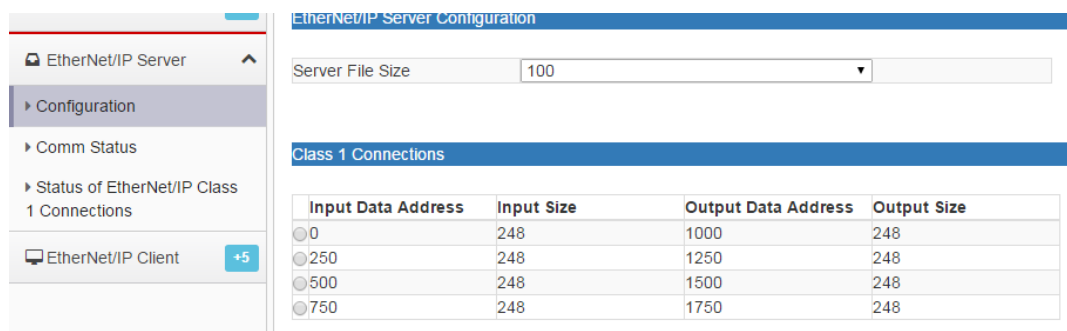 EtherNet/IP Server
Configuration
Comm Status
Status of EtherNet/IP Class
1 Connections
EtherNet/IP Client +5
EtherNet/IP Server Configuration
Server File Size 100
Class 1 Connections
Input Data Address Input Size Output Data Address Output Size
0 248 1000 248
250 248 1250 248
500 248 1500 248
750 248 1750 248